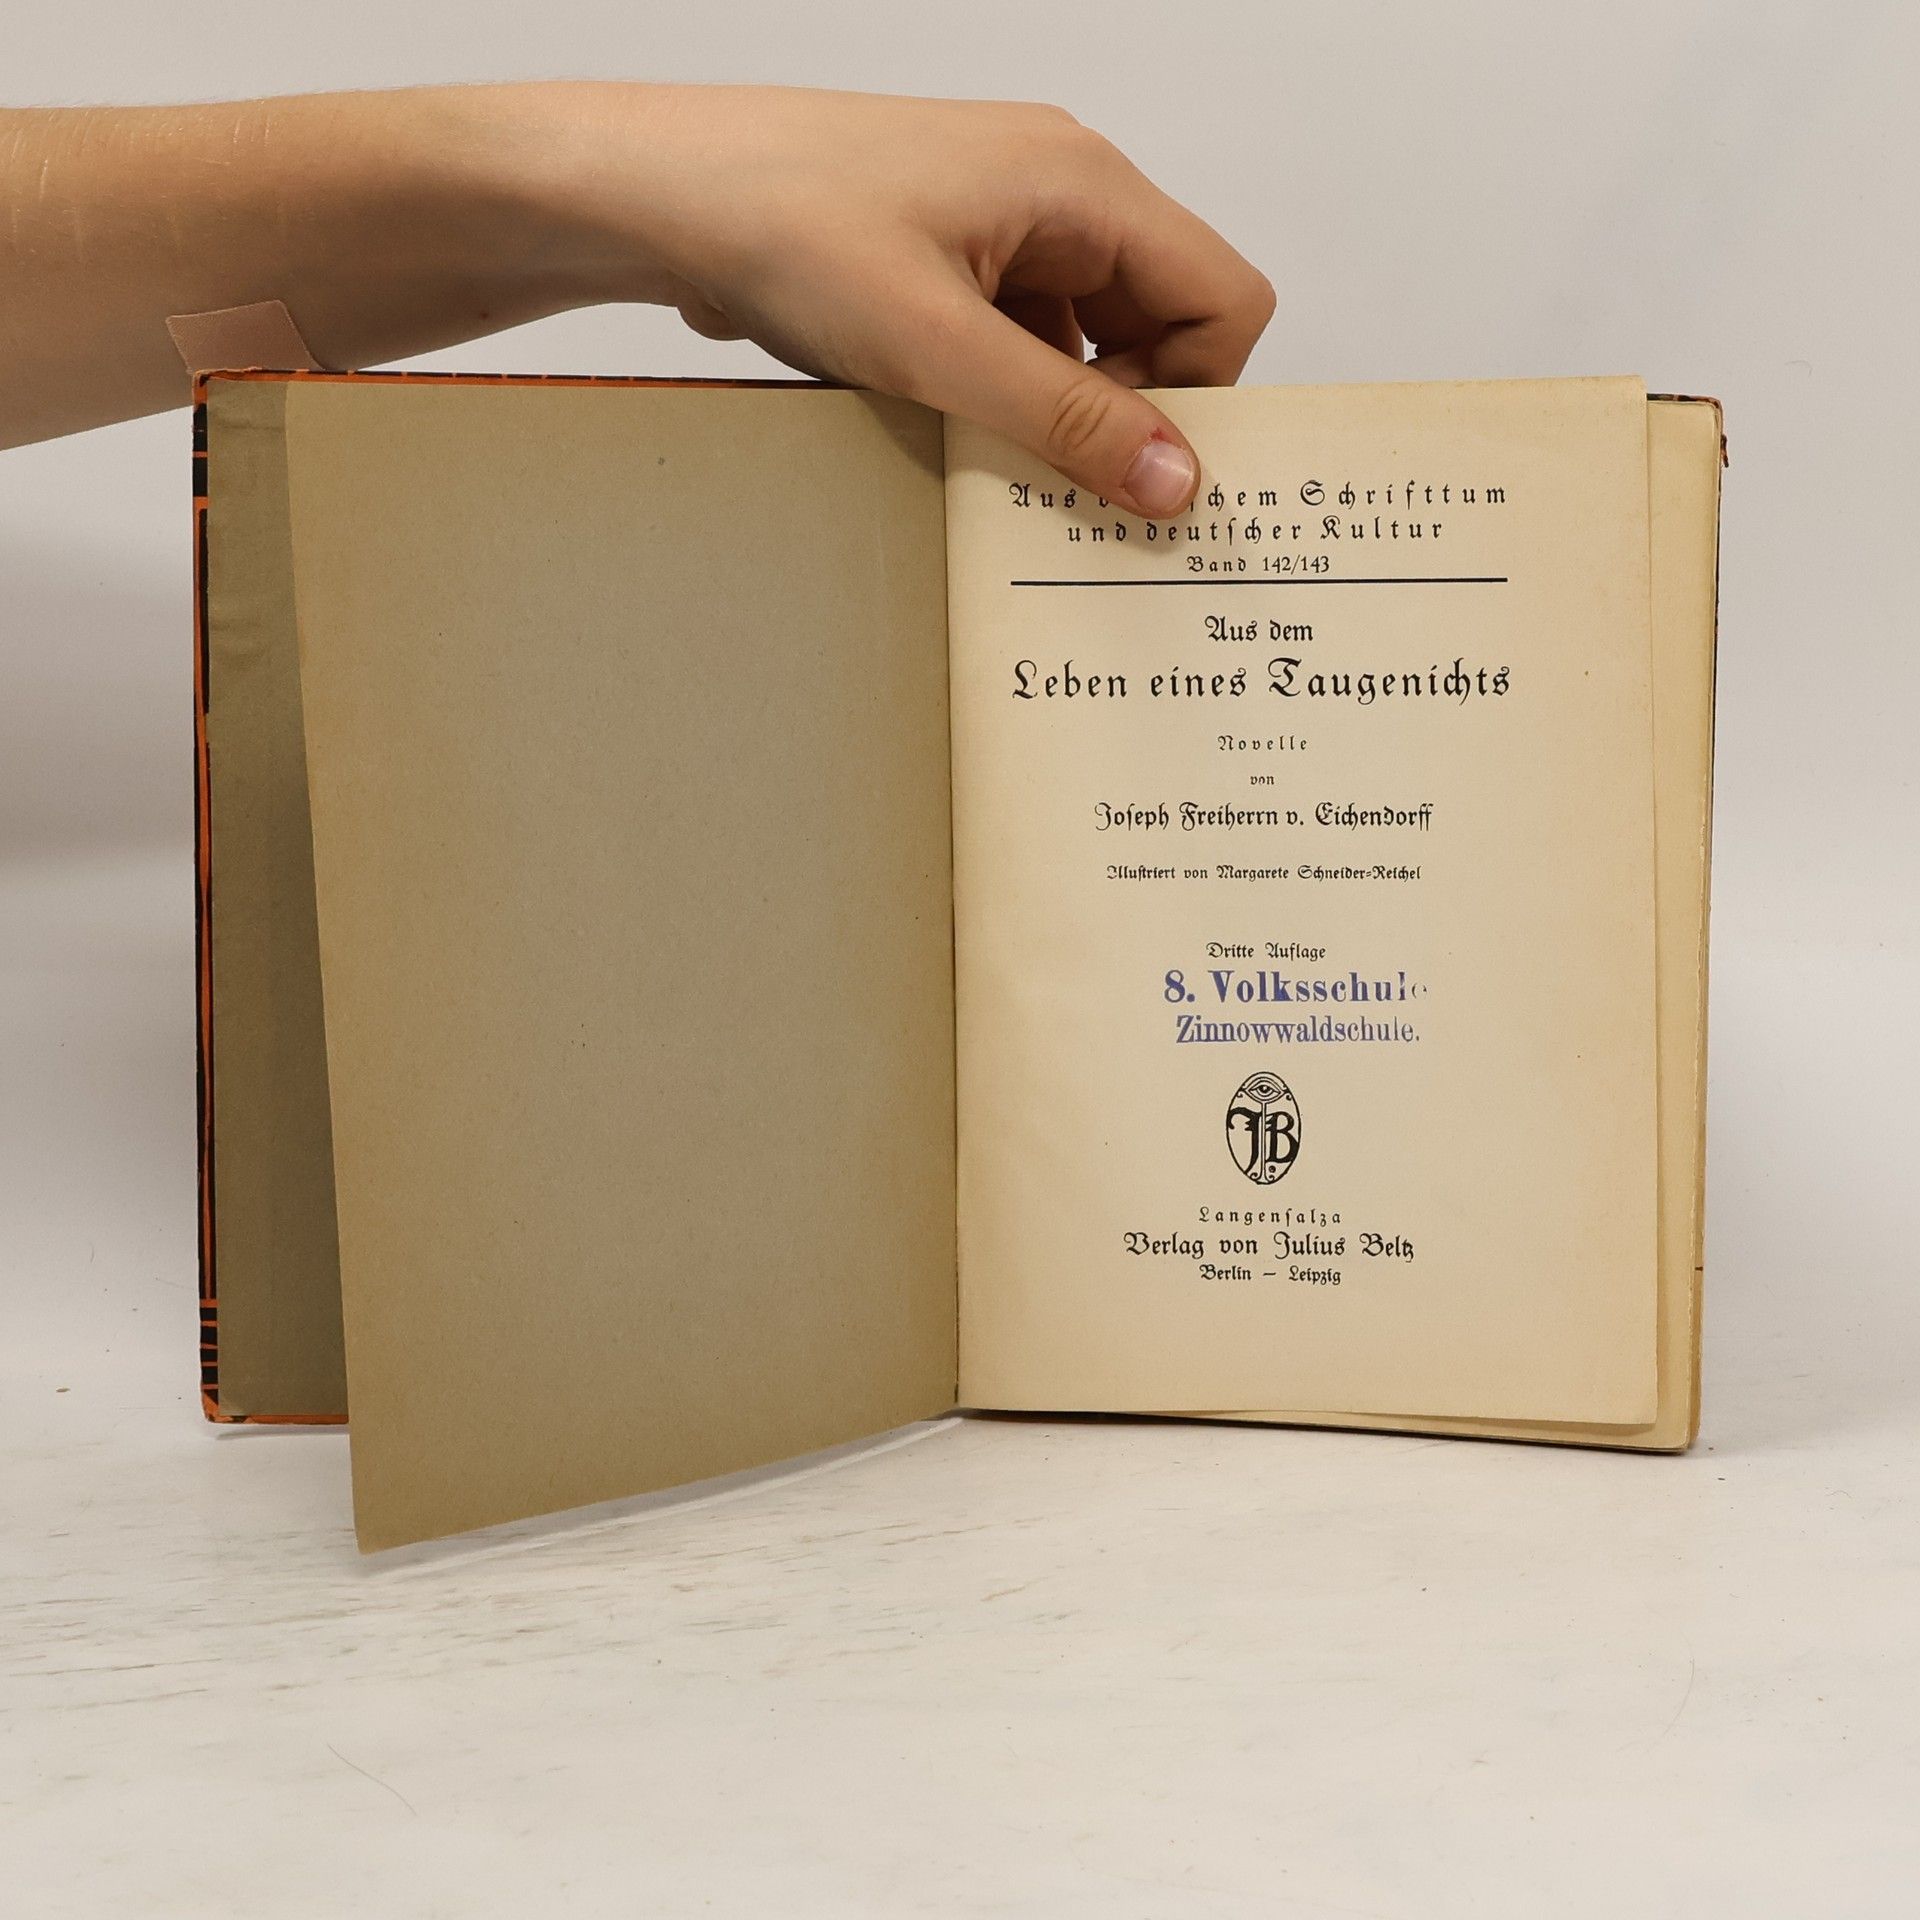 Aus d schem Schrifttum
und deutscher Kultur
Band 142/143
Aus dem
Leben eines Taugenichts
Novelle
von
Joseph Freiherrn v. Eichendorff
Illustriert von Margarete Schneider=Reichel
Dritte Auflage
8. Volksschule
Zinnowwaldschule.
JB
Langensalza
Verlag von Julius Beltz
Berlin — Leipzig